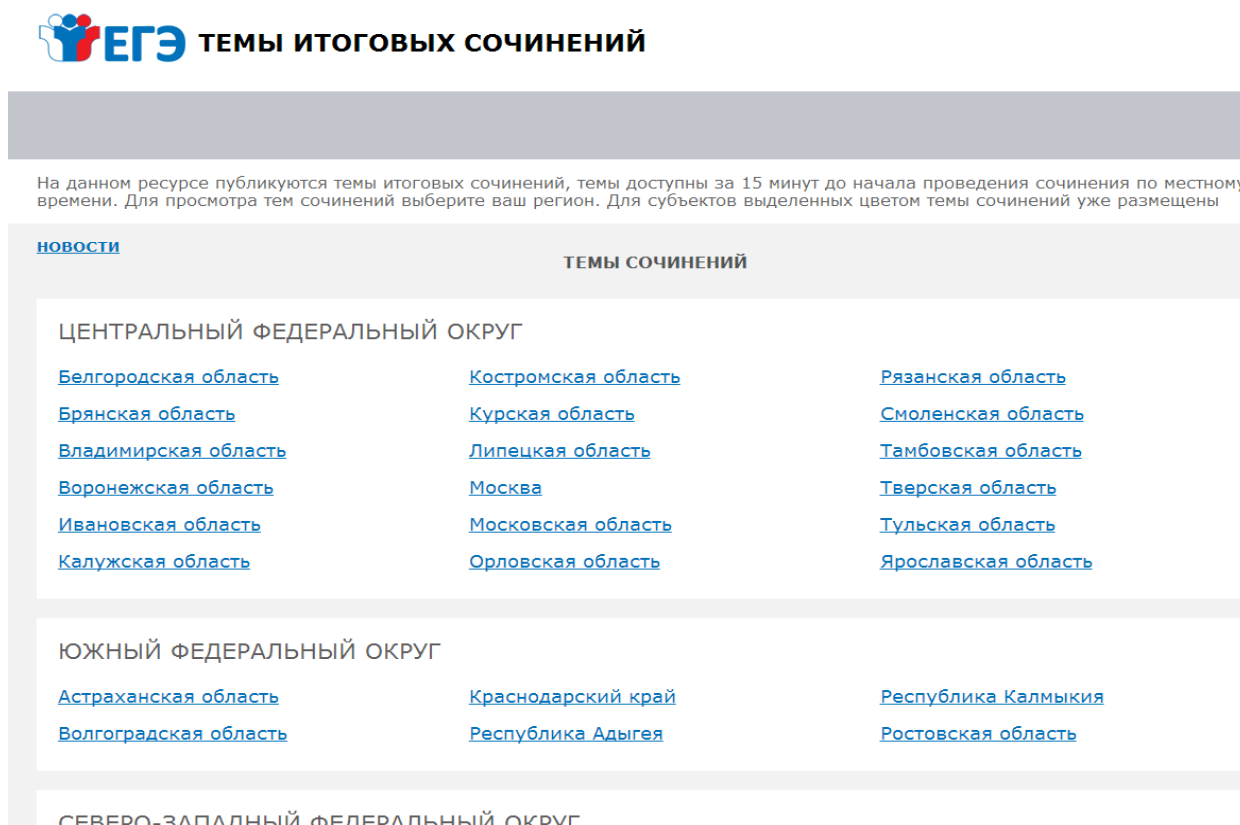 ЕГЭ ТЕМЫ ИТОГОВЫХ СОЧИНЕНИЙ
На данном ресурсе публикуются темы итоговых сочинений, темы доступны за 15 минут до начала проведения сочинения по местному
времени. Для просмотра тем сочинений выберите ваш регион. Для субъектов выделенных цветом темы сочинений уже размещены
НОВОСТИ
ТЕМЫ СОЧИНЕНИЙ
ЦЕНТРАЛЬНЫЙ ФЕДЕРАЛЬНЫЙ ОКРУГ
Белгородская область Костромская область Рязанская область
Брянская область Курская область Смоленская область
Владимирская область Липецкая область Тамбовская область
Воронежская область Москва Тверская область
Ивановская область Московская область Тульская область
Калужская область Орловская область Ярославская область
ЮЖНЫЙ ФЕДЕРАЛЬНЫЙ ОКРУГ
Астраханская область Краснодарский край Республика Калмыкия
Волгоградская область Республика Адыгея Ростовская область
СЕВЕРО-ЗАПАДНЫЙ ФЕДЕРАЛЬНЫЙ ОКРУГ